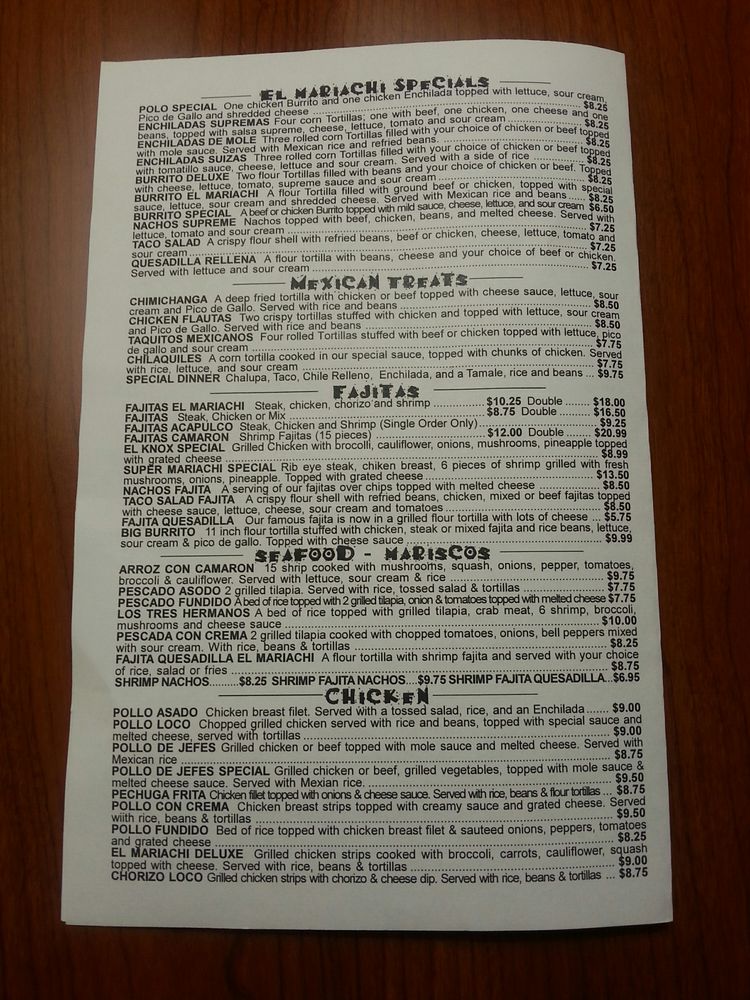 EL MARIACHI SPECIALS
POLO SPECIAL One chicken Burrito and one chicken Enchilada topped with lettuce, sour cream,
Pico de Gallo and shredded cheese ........ $8.25
ENCHILADAS SUPREMAS Four corn Tortillas; one with beef, one chicken, one cheese and one
beans, topped with salsa supreme, cheese, lettuce, tomato and sour cream ........ $8.25
ENCHILADAS DE MOLE Three rolled corn Tortillas filled with your choice of chicken or beef topped
with mole sauce. Served with Mexican rice and refried beans. ........ $8.25
ENCHILADAS SUIZAS Three rolled corn Tortillas filled with your choice of chicken or beef topped
with tomatillo sauce, cheese, lettuce and sour cream. Served with a side of rice ........ $8.25
BURRITO DELUXE Two flour Tortillas filled with beans and your choice of chicken or beef. Topped
with cheese, lettuce, tomato, supreme sauce and sour cream ........ $8.25
BURRITO EL MARIACHI A flour Tortilla filled with ground beef or chicken, topped with special
sauce, lettuce, sour cream and shredded cheese. Served with Mexican rice and beans ..... $8.25
BURRITO SPECIAL A beef or chicken Burrito topped with mild sauce, cheese, lettuce, and sour cream $6.50
NACHOS SUPREME Nachos topped with beef, chicken, beans, and melted cheese. Served with
lettuce, tomato and sour cream ........ $7.25
TACO SALAD A crispy flour shell with refried beans, beef or chicken, cheese, lettuce, tomato and
sour cream ........ $7.25
QUESADILLA RELLENA A flour tortilla with beans, cheese and your choice of beef or chicken.
Served with lettuce and sour cream ........ $7.25
MEXICAN TREATS
CHIMICHANGA A deep fried tortilla with chicken or beef topped with cheese sauce, lettuce, sour
cream and Pico de Gallo. Served with rice and beans ........ $8.50
CHICKEN FLAUTAS Two crispy tortillas stuffed with chicken and topped with lettuce, sour cream
and Pico de Gallo. Served with rice and beans ........ $8.50
TAQUITOS MEXICANOS Four rolled Tortillas stuffed with beef or chicken topped with lettuce, pico
de gallo and sour cream ........ $7.75
CHILAQUILES A corn tortilla cooked in our special sauce, topped with chunks of chicken. Served
with rice, lettuce, and sour cream ........ $7.75
SPECIAL DINNER Chalupa, Taco, Chile Relleno, Enchilada, and a Tamale, rice and beans ... $9.75
FAJITAS
FAJITAS EL MARIACHI Steak, chicken, chorizo and shrimp ........ $10.25 Double ........ $18.00
FAJITAS Steak, Chicken or Mix ........ $8.75 Double ........ $16.50
FAJITAS ACAPULCO Steak, Chicken and Shrimp (Single Order Only) ........ $9.25
FAJITAS CAMARON Shrimp Fajitas (15 pieces) ........ $12.00 Double ........ $20.99
EL KNOX SPECIAL Grilled Chicken with brocolli, cauliflower, onions, mushrooms, pineapple topped
with grated cheese ........ $8.99
SUPER MARIACHI SPECIAL Rib eye steak, chiken breast, 6 pieces of shrimp grilled with fresh
mushrooms, onions, pineapple. Topped with grated cheese ........ $13.50
NACHOS FAJITA A serving of our fajitas over chips topped with melted cheese ........ $8.50
TACO SALAD FAJITA A crispy flour shell with refried beans, chicken, mixed or beef fajitas topped
with cheese sauce, lettuce, cheese, sour cream and tomatoes ........ $8.50
FAJITA QUESADILLA Our famous fajita is now in a grilled flour tortilla with lots of cheese ... $5.75
BIG BURRITO 11 inch flour tortilla stuffed with chicken, steak or mixed fajita and rice beans, lettuce,
sour cream & pico de gallo. Topped with cheese sauce ........ $9.99
SEAFOOD - MARISCOS
ARROZ CON CAMARON 15 shrip cooked with mushrooms, squash, onions, pepper, tomatoes,
broccoli & cauliflower. Served with lettuce, sour cream & rice ........ $9.75
PESCADO ASODO 2 grilled tilapia. Served with rice, tossed salad & tortillas ........ $7.75
PESCADO FUNDIDO A bed of rice topped with 2 grilled tilapia, onion & tomatoes topped with melted cheese $7.75
LOS TRES HERMANOS A bed of rice topped with grilled tilapia, crab meat, 6 shrimp, broccoli,
mushrooms and cheese sauce ........ $10.00
PESCADA CON CREMA 2 grilled tilapia cooked with chopped tomatoes, onions, bell peppers mixed
with sour cream. With rice, beans & tortillas ........ $8.25
FAJITA QUESADILLA EL MARIACHI A flour tortilla with shrimp fajita and served with your choice
of rice, salad or fries ........ $8.75
SHRIMP NACHOS.........$8.25 SHRIMP FAJITA NACHOS....$9.75 SHRIMP FAJITA QUESADILLA...$6.95
CHICKEN
POLLO ASADO Chicken breast filet. Served with a tossed salad, rice, and an Enchilada ....... $9.00
POLLO LOCO Chopped grilled chicken served with rice and beans, topped with special sauce and
melted cheese, served with tortillas ........ $9.00
POLLO DE JEFES Grilled chicken or beef topped with mole sauce and melted cheese. Served with
Mexican rice ........ $8.75
POLLO DE JEFES SPECIAL Grilled chicken or beef, grilled vegetables, topped with mole sauce &
melted cheese sauce. Served with Mexian rice. ........ $9.50
PECHUGA FRITA Chicken fillet topped with onions & cheese sauce. Served with rice, beans & flour tortillas ... $8.75
POLLO CON CREMA Chicken breast strips topped with creamy sauce and grated cheese. Served
wiith rice, beans & tortillas ........ $9.50
POLLO FUNDIDO Bed of rice topped with chicken breast filet & sauteed onions, peppers, tomatoes
and grated cheese ........ $8.25
EL MARIACHI DELUXE Grilled chicken strips cooked with broccoli, carrots, cauliflower, squash
topped with cheese. Served with rice, beans & tortillas ........ $9.00
CHORIZO LOCO Grilled chicken strips with chorizo & cheese dip. Served with rice, beans & tortillas ... $8.75